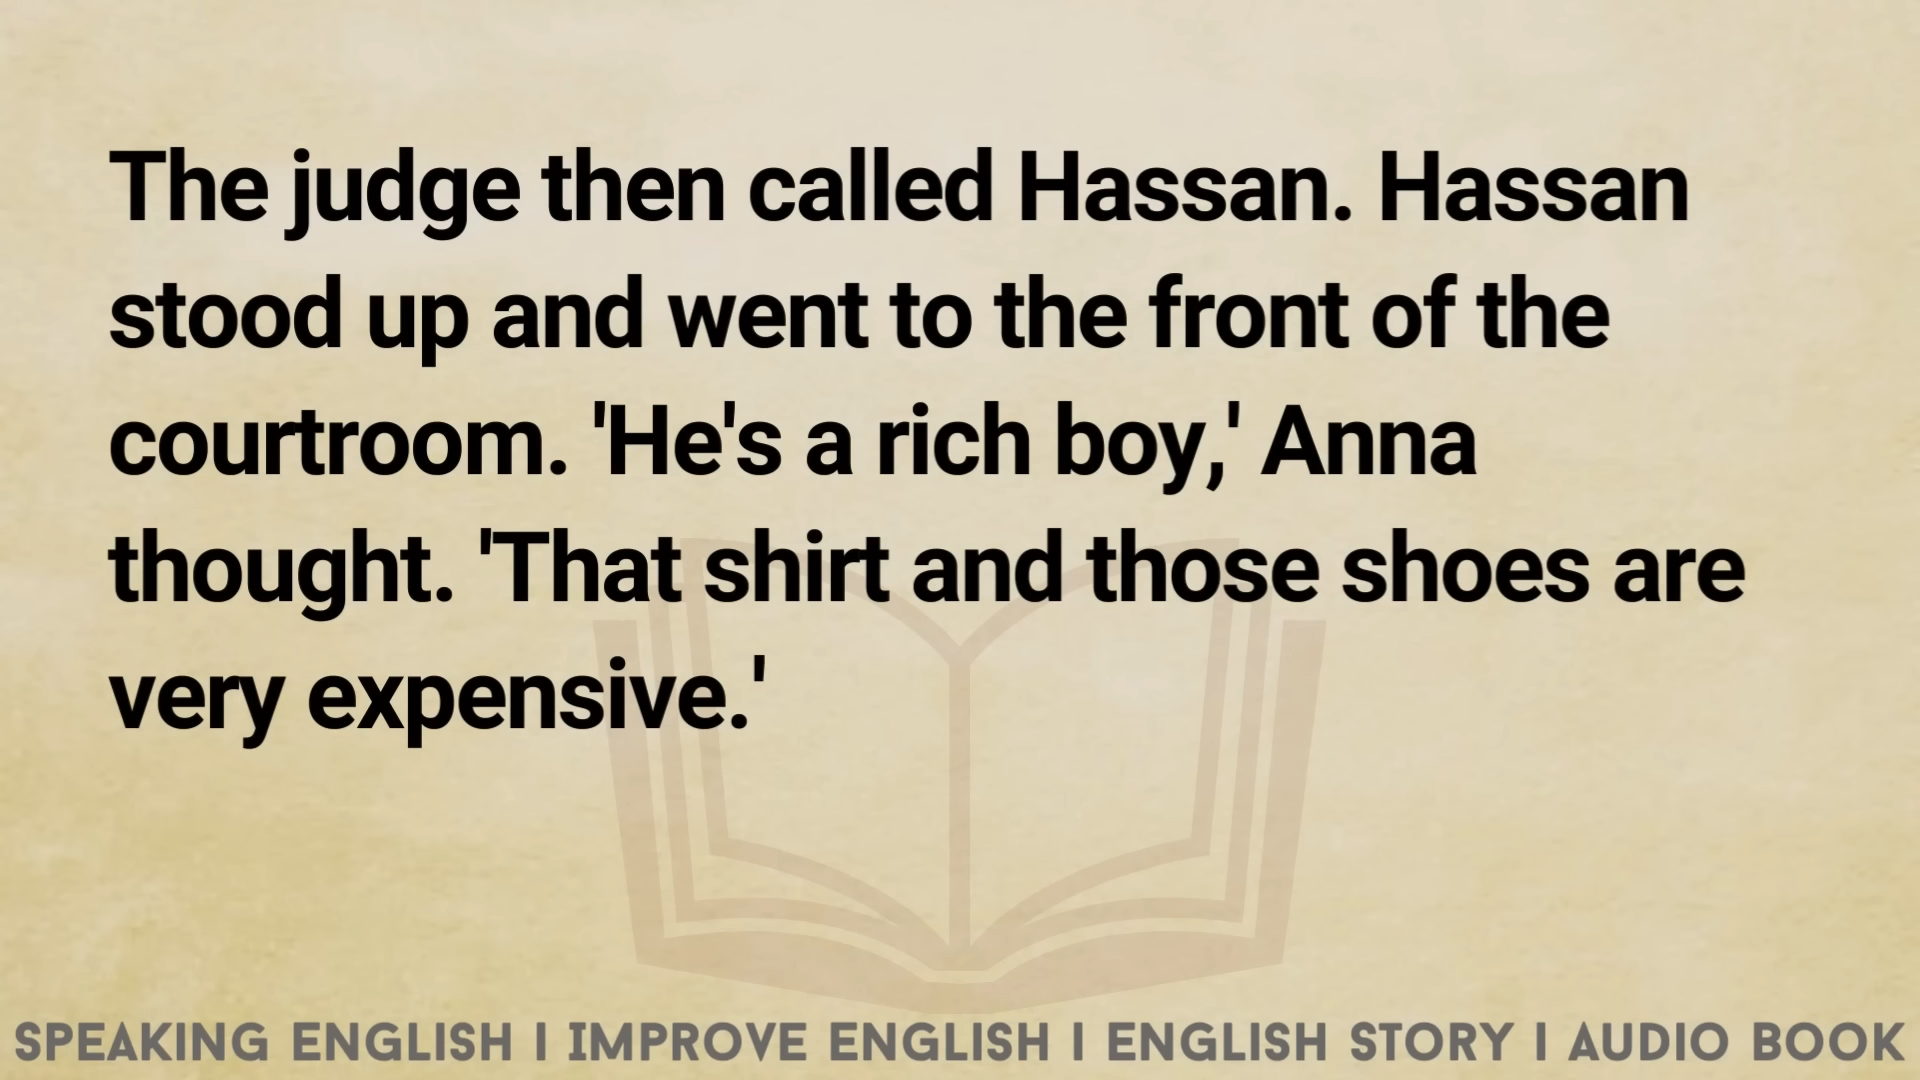 The judge then called Hassan. Hassan
stood up and went to the front of the
courtroom. 'He's a rich boy,' Anna
thought. 'That shirt and those shoes are
very expensive.'
SPEAKING ENGLISH I IMPROVE ENGLISH I ENGLISH STORY I AUDIO BOOK